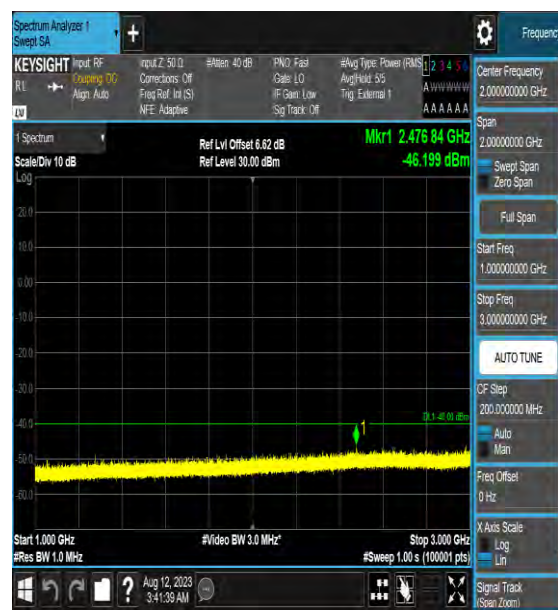 Spectrum Analyzer 1
Swept SA
+
Frequenc
KEYSIGHT
Input: RF
Coupling: DC
Align: Auto
Input Z: 50 Ω
Corrections: Off
Freq Ref: Int (S)
NFE: Adaptive
#Atten: 40 dB
PNO: Fast
Gate: LO
IF Gain: Low
Sig Track: Off
#Avg Type: Power (RMS
Avg|Hold: 5/5
Trig: External 1
1 2 3 4 5 6
A W W W W W
A A A A A A
RL
LW
1 Spectrum
Scale/Div 10 dB
Log
Ref Lvl Offset 6.62 dB
Ref Level 30.00 dBm
Mkr1 2.476 84 GHz
-46.199 dBm
20.0
10.0
0.00
-10.0
-20.0
-30.0
-40.0
-50.0
-60.0
DL1 -40.00 dBm
1
Start 1.000 GHz
#Res BW 1.0 MHz
#Video BW 3.0 MHz*
Stop 3.000 GHz
#Sweep 1.00 s (100001 pts)
Center Frequency
2.000000000 GHz
Span
2.00000000 GHz
Swept Span
Zero Span
Full Span
Start Freq
1.000000000 GHz
Stop Freq
3.000000000 GHz
AUTO TUNE
CF Step
200.000000 MHz
Auto
Man
Freq Offset
0 Hz
X Axis Scale
Log
Lin
Signal Track
(Span Zoom)
?
Aug 12, 2023
3:41:39 AM